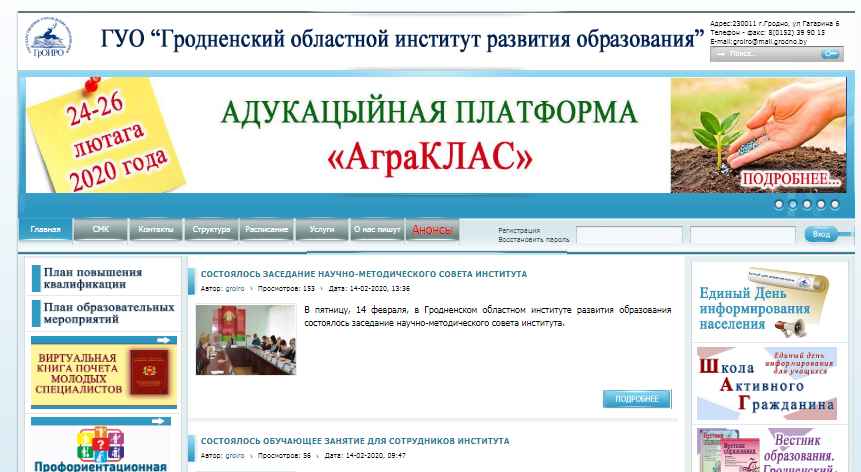 ГрОИРО
ГУО “Гродненский областной институт развития образования”
Адрес:230011 г.Гродно, ул Гагарина 6
Телефон - факс: 8(0152) 39 90 15
E-mail:groiro@mail.grodno.by
Поиск...
24-26
лютага
2020 года
АДУКАЦЫЙНАЯ ПЛАТФОРМА
«АграКЛАС»
ПОДРОБНЕЕ...
Главная
СМК
Контакты
Структура
Расписание
Услуги
О нас пишут
Анонсы
Регистрация
Восстановить пароль
Вход
План повышения
квалификации
План образовательных
мероприятий
ВИРТУАЛЬНАЯ
КНИГА ПОЧЕТА
МОЛОДЫХ
СПЕЦИАЛИСТОВ
Профориентационная
СОСТОЯЛОСЬ ЗАСЕДАНИЕ НАУЧНО-МЕТОДИЧЕСКОГО СОВЕТА ИНСТИТУТА
Автор: groiro \ Просмотров: 153 \ Дата: 14-02-2020, 13:36
В пятницу, 14 февраля, в Гродненском областном институте развития образования
состоялось заседание научно-методического совета института.
ПОДРОБНЕЕ
СОСТОЯЛОСЬ ОБУЧАЮЩЕЕ ЗАНЯТИЕ ДЛЯ СОТРУДНИКОВ ИНСТИТУТА
Автор: groiro \ Просмотров: 56 \ Дата: 14-02-2020, 09:47
Единый День
информирования
населения
Единый день
информирования
для учащихся
Школа
Активного
Гражданина
Вестник
образования.
Гродненский